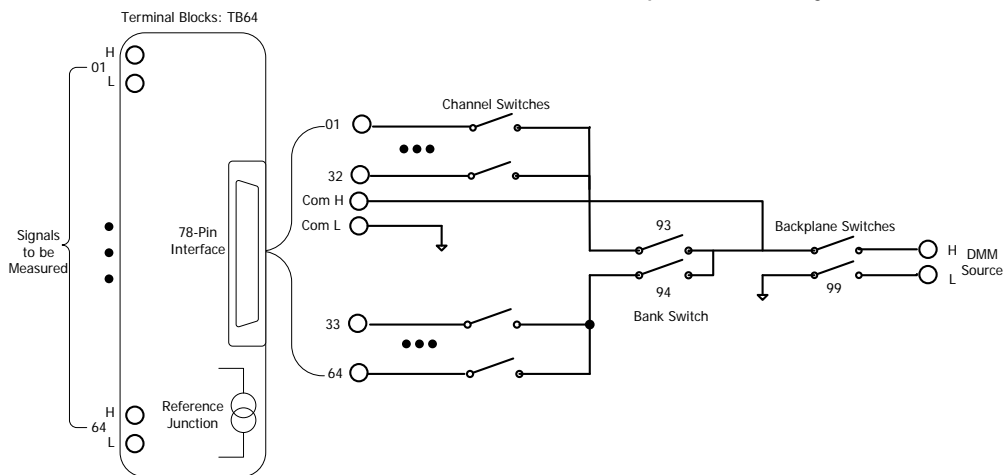 Terminal Blocks: TB64
H
01
L
Signals
to be
Measured
78-Pin
Interface
Reference
Junction
H
64
L
01
Channel Switches
32
Com H
Com L
33
64
93
94
Bank Switch
Backplane Switches
99
H
L
DMM
Source